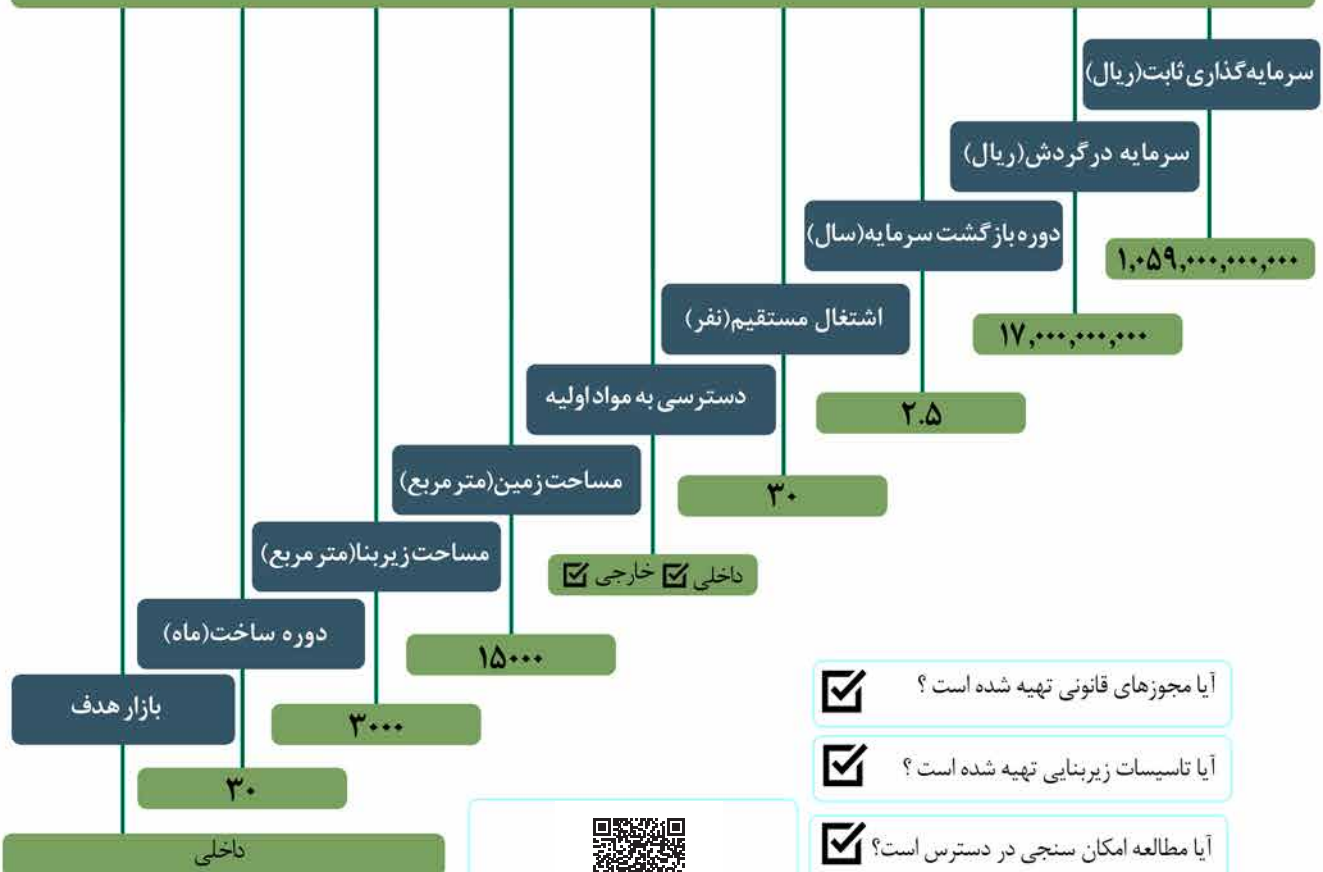 سرمایه‌گذاری ثابت(ریال)
۱,۰۵۹,۰۰۰,۰۰۰,۰۰۰
سرمایه در گردش(ریال)
۱۷,۰۰۰,۰۰۰,۰۰۰
دوره بازگشت سرمایه(سال)
۲.۵
اشتغال مستقیم(نفر)
۳۰
دسترسی به مواد اولیه
داخلی ☑ خارجی ☑
مساحت زمین(متر مربع)
۱۵۰۰۰
مساحت زیربنا(متر مربع)
۳۰۰۰
دوره ساخت(ماه)
۳۰
بازار هدف
داخلی
آیا مجوزهای قانونی تهیه شده است ؟ ☑
آیا تاسیسات زیربنایی تهیه شده است ؟ ☑
آیا مطالعه امکان سنجی در دسترس است؟ ☑